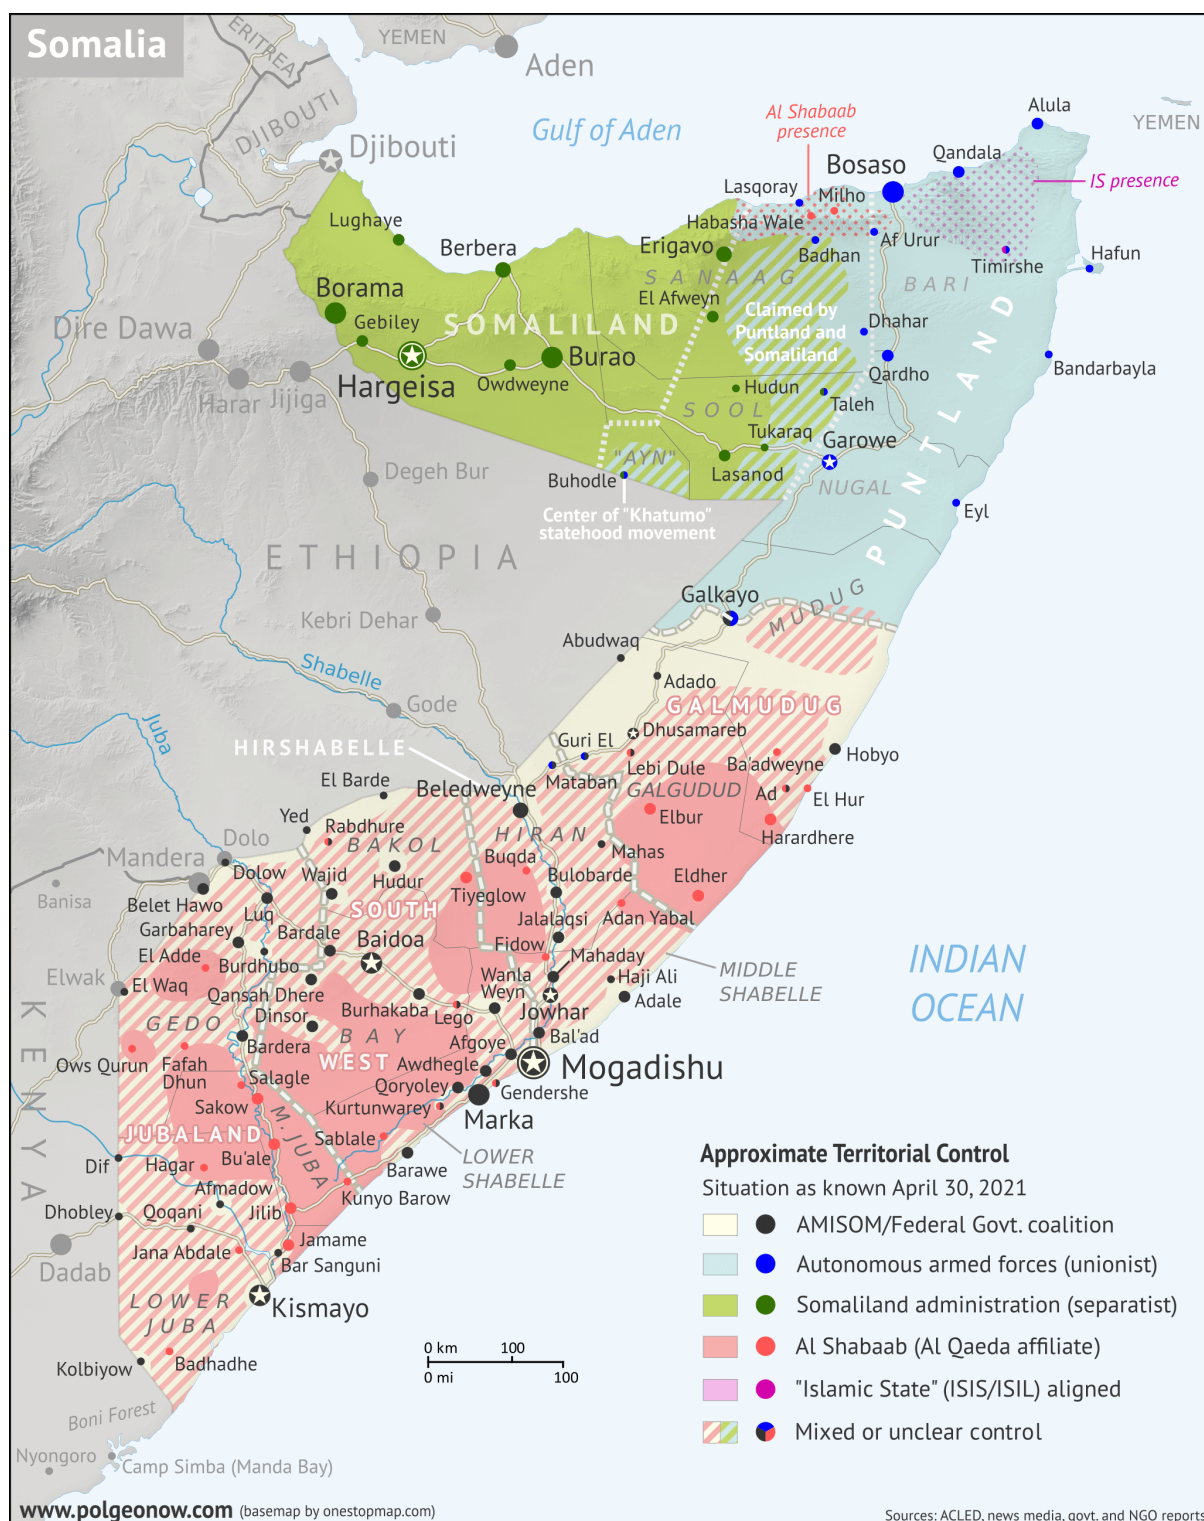 Somalia
ERITREA
YEMEN
Aden
DJIBOUTI
Djibouti
Gulf of Aden
Al Shabaab
presence
Alula
YEMEN
Qandala
Bosaso
IS presence
Lasqoray
Milho
Habasha Wale
Lughaye
Berbera
Erigavo
Af Urur
Badhan
Timirshe
Hafun
SANAAG
BARI
Borama
El Afweyn
Claimed by
Puntland and
Somaliland
Gebiley
SOMALILAND
Dhahar
Dire Dawa
Burao
Hargeisa
Owdweyne
Qardho
Bandarbayla
Harar
Jijiga
Hudun
Taleh
SOOL
PUNTLAND
Tukaraq
Garowe
"AYN"
Degeh Bur
Buhodle
Lasanod
NUGAL
Center of "Khatumo"
statehood movement
Eyl
ETHIOPIA
Galkayo
MUDUG
Kebri Dehar
Abudwaq
Shabelle
Adado
Gode
GALMUDUG
Juba
Dhusamareb
HIRSHABELLE
Guri El
Hobyo
Lebi Dule
Ba'adweyne
Mataban
El Barde
Beledweyne
GALGUDUD
Ad
El Hur
Elbur
Yed
Rabdhure
HIRAN
Harardhere
Dolo
BAKOL
Mahas
Mandera
Dolow
Wajid
Hudur
Buqda
Bulobarde
Eldher
Banisa
Tiyeglow
Belet Hawo
Luq
SOUTH
Jalalaqsi
Adan Yabal
Garbaharey
Bardale
Baidoa
Fidow
El Adde
Burdhubo
Mahaday
INDIAN
OCEAN
Elwak
El Waq
Wanla
Weyn
Haji Ali
MIDDLE
SHABELLE
Qansah Dhere
Adale
Dinsor
Burhakaba
Lego
Jowhar
KENYA
GEDO
BAY
Bal'ad
Bardera
Afgoye
Ows Qurun
Fafah
Dhun
WEST
Awdhegle
Mogadishu
Salagle
Qoryoley
Gendershe
Sakow
Kurtunwarey
Marka
JUBALAND
M. JUBA
Sablale
Bu'ale
Dif
Hagar
Barawe
LOWER
SHABELLE
Afmadow
Kunyo Barow
Dhobley
Qoqani
Jilib
Jamame
Jana Abdale
Bar Sanguni
Dadab
LOWER
JUBA
Kismayo
Kolbiyow
Badhadhe
0 km
100
0 mi
100
Boni Forest
Nyongoro
Camp Simba (Manda Bay)
Approximate Territorial Control
Situation as known April 30, 2021
AMISOM/Federal Govt. coalition
Autonomous armed forces (unionist)
Somaliland administration (separatist)
Al Shabaab (Al Qaeda affiliate)
"Islamic State" (ISIS/ISIL) aligned
Mixed or unclear control
www.polgeonow.com (basemap by onestopmap.com)
Sources: ACLED, news media, govt. and NGO reports